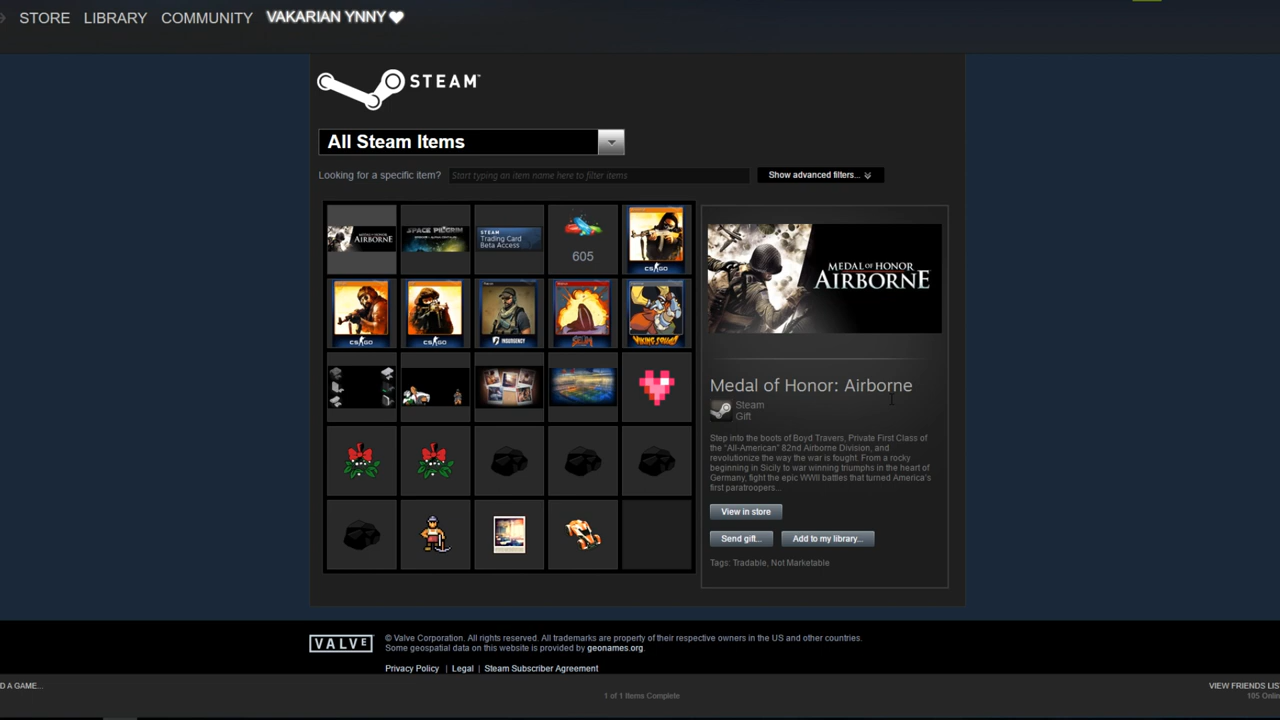 STORE LIBRARY COMMUNITY VAKARIAN YNNY
STEAM™
All Steam Items
Looking for a specific item? Start typing an item name here to filter items Show advanced filters...
MEDAL OF HONOR AIRBORNE
SPACE PILGRIM
STEAM
Trading Card
Beta Access
605
CS:GO
CS:GO
CS:GO
INSURGENCY
VIKING SQUAD
MEDAL OF HONOR
AIRBORNE
Medal of Honor: Airborne
Steam
Gift
Step into the boots of Boyd Travers, Private First Class of
the "All-American" 82nd Airborne Division, and
revolutionize the way the war is fought. From a rocky
beginning in Sicily to war winning triumphs in the heart of
Germany, fight the epic WWII battles that turned America's
first paratroopers...
View in store
Send gift... Add to my library...
Tags: Tradable, Not Marketable
VALVE
© Valve Corporation. All rights reserved. All trademarks are property of their respective owners in the US and other countries.
Some geospatial data on this website is provided by geonames.org.
Privacy Policy | Legal | Steam Subscriber Agreement
D A GAME...
1 of 1 Items Complete
VIEW FRIENDS LIS
105 Onli